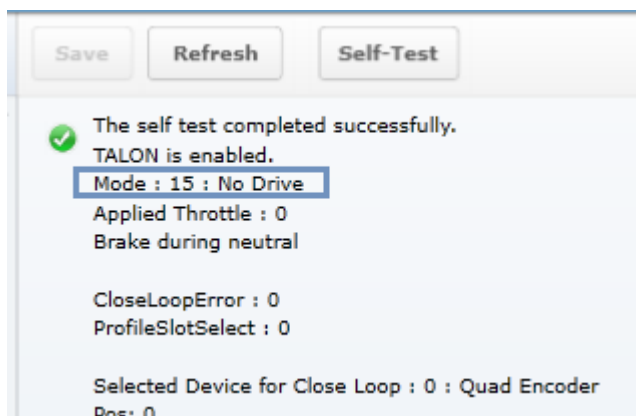 Save Refresh Self-Test
The self test completed successfully.
TALON is enabled.
Mode : 15 : No Drive
Applied Throttle : 0
Brake during neutral
CloseLoopError : 0
ProfileSlotSelect : 0
Selected Device for Close Loop : 0 : Quad Encoder
Pos: 0